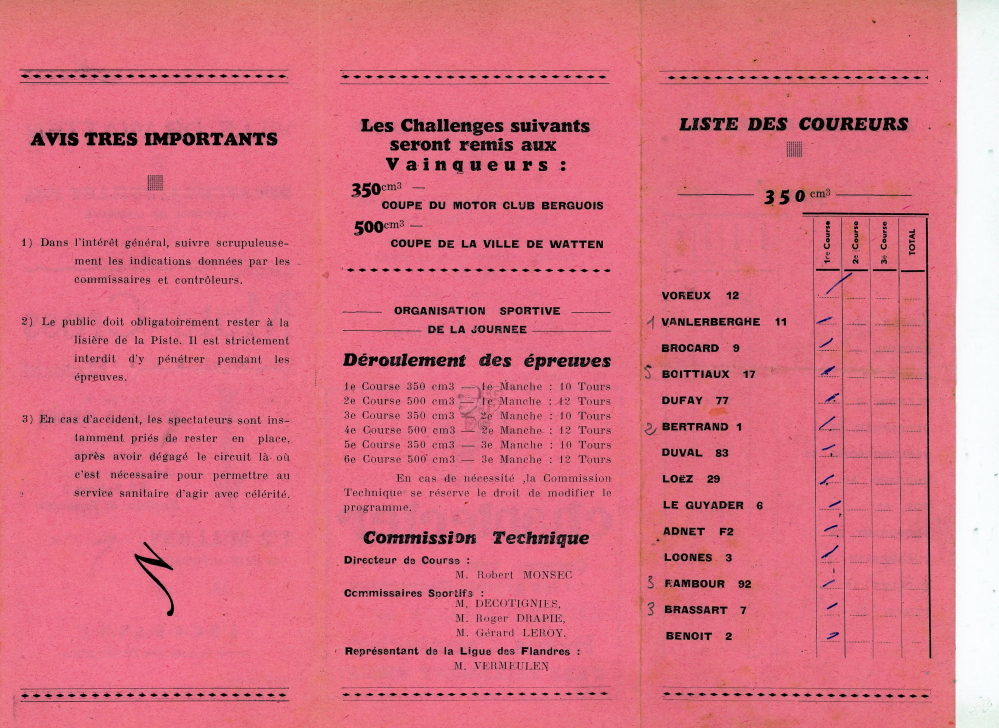 AVIS TRES IMPORTANTS
1) Dans l'intérêt général, suivre scrupuleuse-
ment les indications données par les
commissaires et contrôleurs.
2) Le public doit obligatoirement rester à la
lisière de la Piste. Il est strictement
interdit d'y pénétrer pendant les
épreuves.
3) En cas d'accident, les spectateurs sont ins-
tamment priés de rester en place,
après avoir dégagé le circuit là où
c'est nécessaire pour permettre au
service sanitaire d'agir avec célérité.
N
Les Challenges suivants
seront remis aux
Vainqueurs :
350 cm3 —
COUPE DU MOTOR CLUB BERGUOIS
500 cm3 —
COUPE DE LA VILLE DE WATTEN
ORGANISATION SPORTIVE
DE LA JOURNEE
Déroulement des épreuves
1e Course 350 cm3 — 1e Manche : 10 Tours
2e Course 500 cm3 — 1e Manche : 12 Tours
3e Course 350 cm3 — 2e Manche : 10 Tours
4e Course 500 cm3 — 2e Manche : 12 Tours
5e Course 350 cm3 — 3e Manche : 10 Tours
6e Course 500 cm3 — 3e Manche : 12 Tours
En cas de nécessité ,la Commission
Technique se réserve le droit de modifier le
programme.
Commission Technique
Directeur de Course :
M. Robert MONSEC
Commissaires Sportifs :
M. DECOTIGNIES,
M. Roger DRAPIE,
M. Gérard LEROY.
Représentant de la Ligue des Flandres :
M. VERMEULEN
LISTE DES COUREURS
350 cm3
1re Course 2e Course 3e Course TOTAL
VOREUX 12
1 VANLERBERGHE 11
BROCARD 9
5 BOITTIAUX 17
DUFAY 77
2 BERTRAND 1
DUVAL 83
LOEZ 29
LE GUYADER 6
ADNET F2
LOONES 3
3 RAMBOUR 92
3 BRASSART 7
BENOIT 2